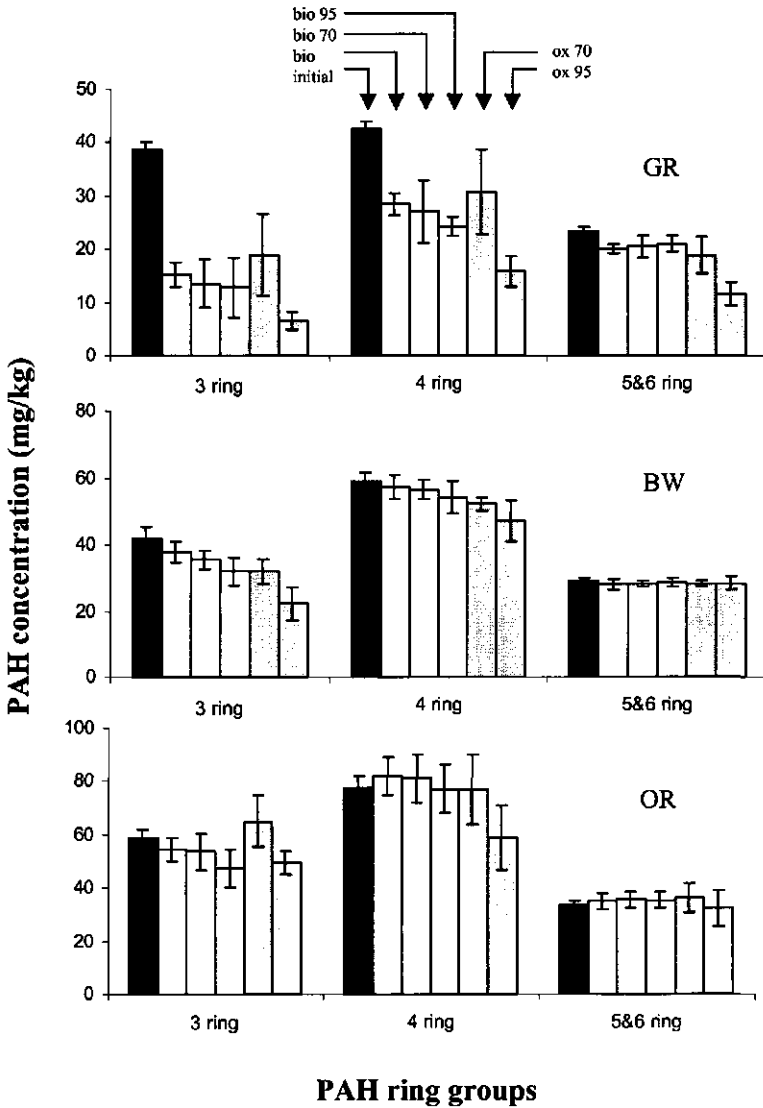 bio 95
bio 70
bio
initial
ox 70
ox 95
PAH concentration (mg/kg)
50
40
30
20
10
0
GR
3 ring 4 ring 5&6 ring
80
60
40
20
0
BW
3 ring 4 ring 5&6 ring
100
80
60
40
20
0
OR
3 ring 4 ring 5&6 ring
PAH ring groups